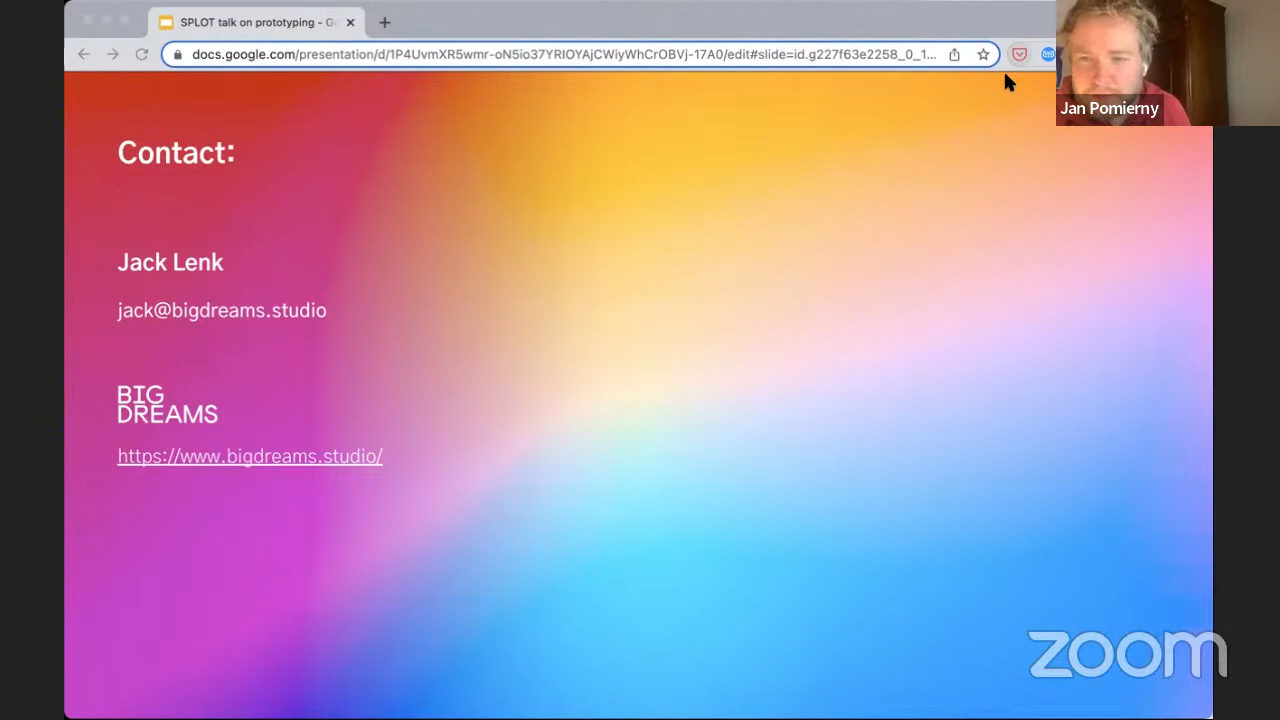 SPLOT talk on prototyping - G
docs.google.com/presentation/d/1P4UvmXR5wmr-oN5io37YRIOYAjCWiyWhCrOBVj-17A0/edit#slide=id.g227f63e2258_0_1...
Jan Pomierny
Contact:
Jack Lenk
jack@bigdreams.studio
BIG
DREAMS
https://www.bigdreams.studio/
zoom